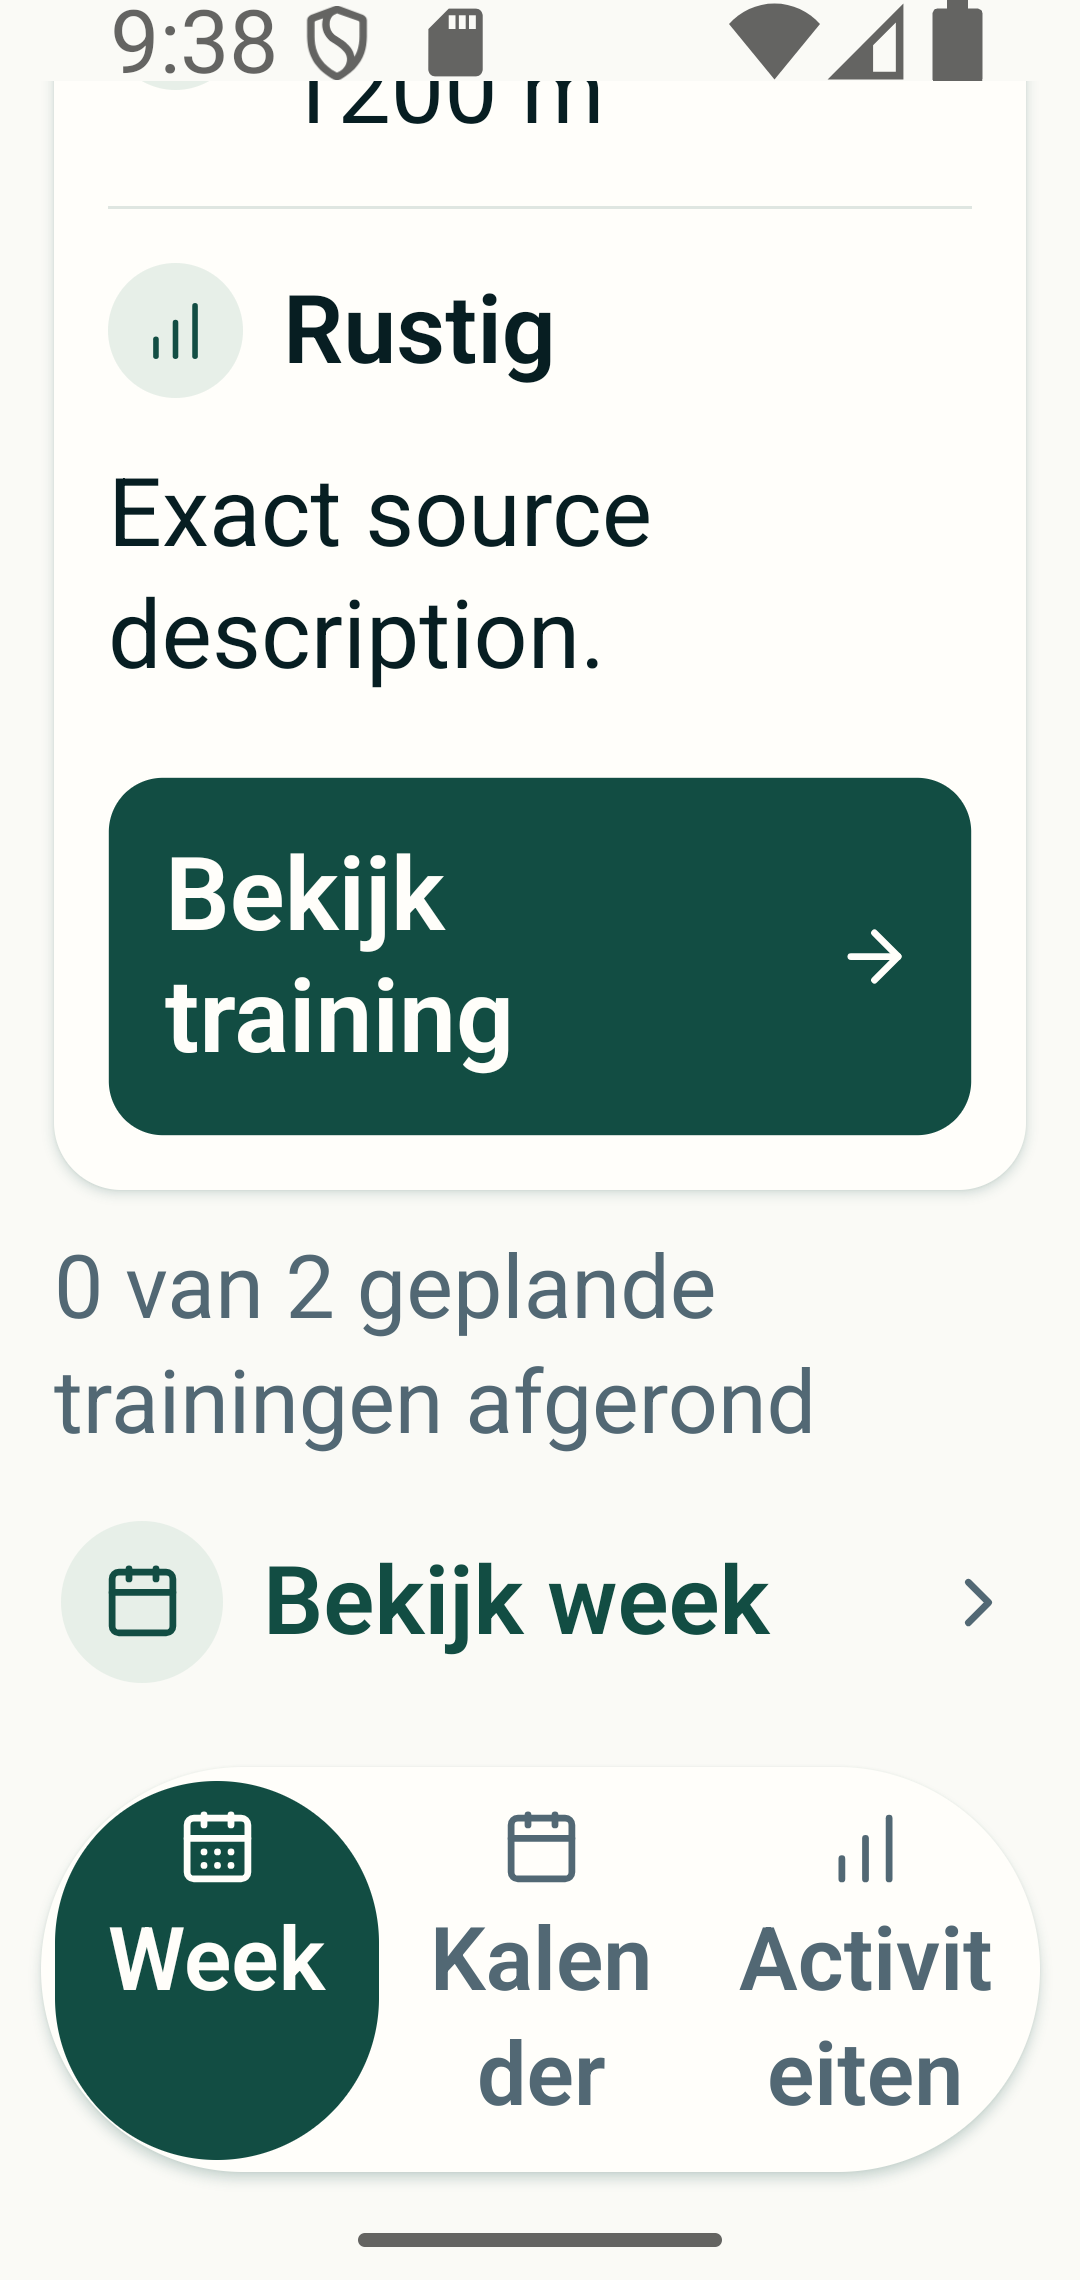 9:38
1200 m
Rustig
Exact source
description.
Bekijk
training
0 van 2 geplande
trainingen afgerond
Bekijk week
Week
Kalen
der
Activit
eiten